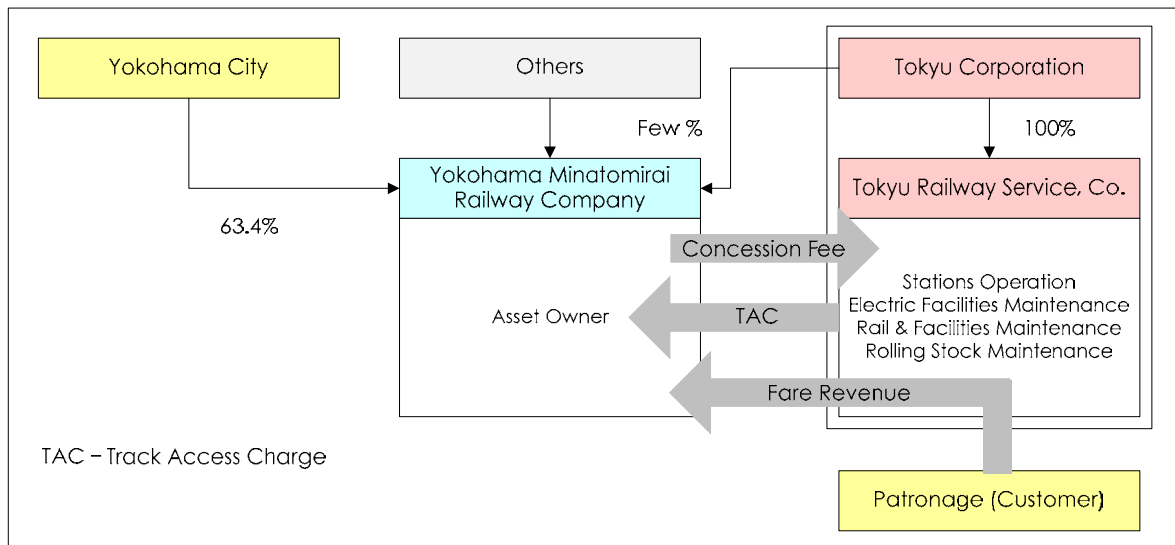 Yokohama City
Others
Tokyu Corporation
Few %
100%
Yokohama Minatomirai
Railway Company
Tokyu Railway Service, Co.
63.4%
Concession Fee
Stations Operation
Electric Facilities Maintenance
Rail & Facilities Maintenance
Rolling Stock Maintenance
Asset Owner
TAC
Fare Revenue
TAC – Track Access Charge
Patronage (Customer)